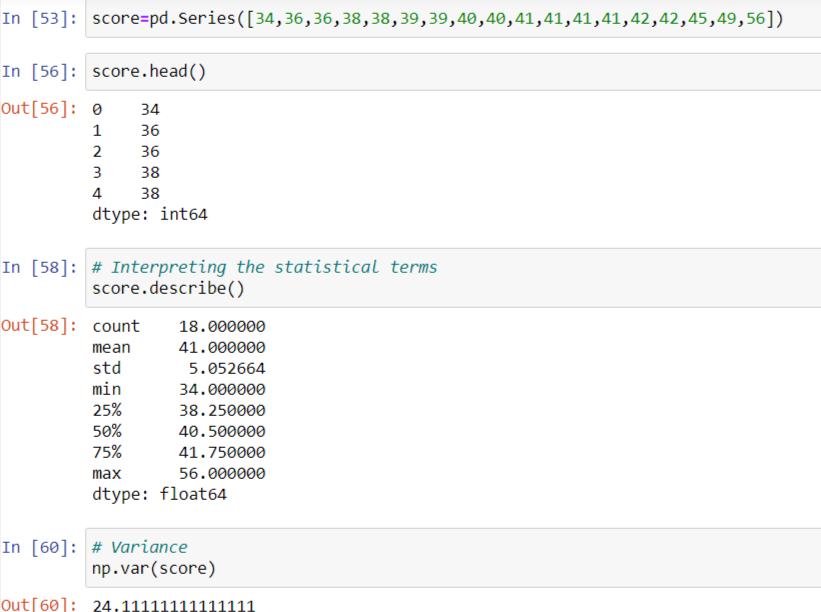 In [53]: score=pd.Series([34,36,36,38,38,39,39,40,40,41,41,41,41,42,42,45,49,56])
In [56]: score.head()
Out[56]: 0    34
1    36
2    36
3    38
4    38
dtype: int64
In [58]: # Interpreting the statistical terms
score.describe()
Out[58]: count    18.000000
mean     41.000000
std       5.052664
min      34.000000
25%      38.250000
50%      40.500000
75%      41.750000
max      56.000000
dtype: float64
In [60]: # Variance
np.var(score)
Out[60]: 24.11111111111111